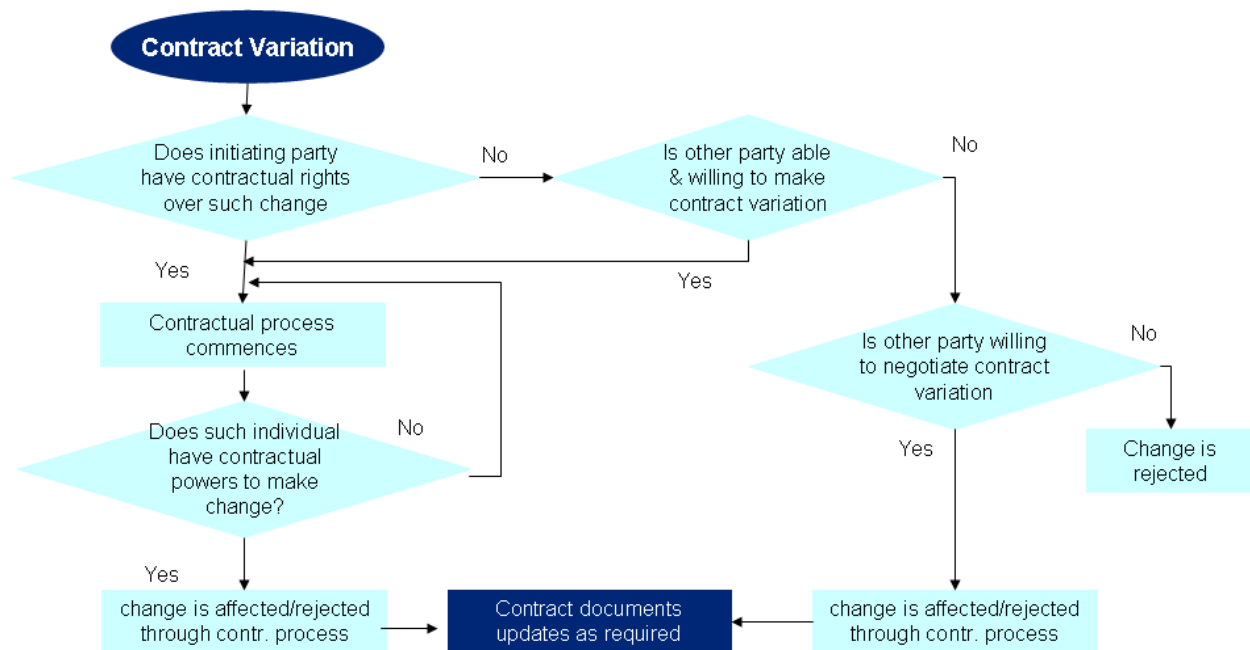 Contract Variation
Does initiating party
have contractual rights
over such change
No
Is other party able
& willing to make
contract variation
No
Yes
Yes
Contractual process
commences
Is other party willing
to negotiate contract
variation
No
Does such individual
have contractual
powers to make
change?
No
Yes
Change is
rejected
Yes
change is affected/rejected
through contr. process
Contract documents
updates as required
change is affected/rejected
through contr. process